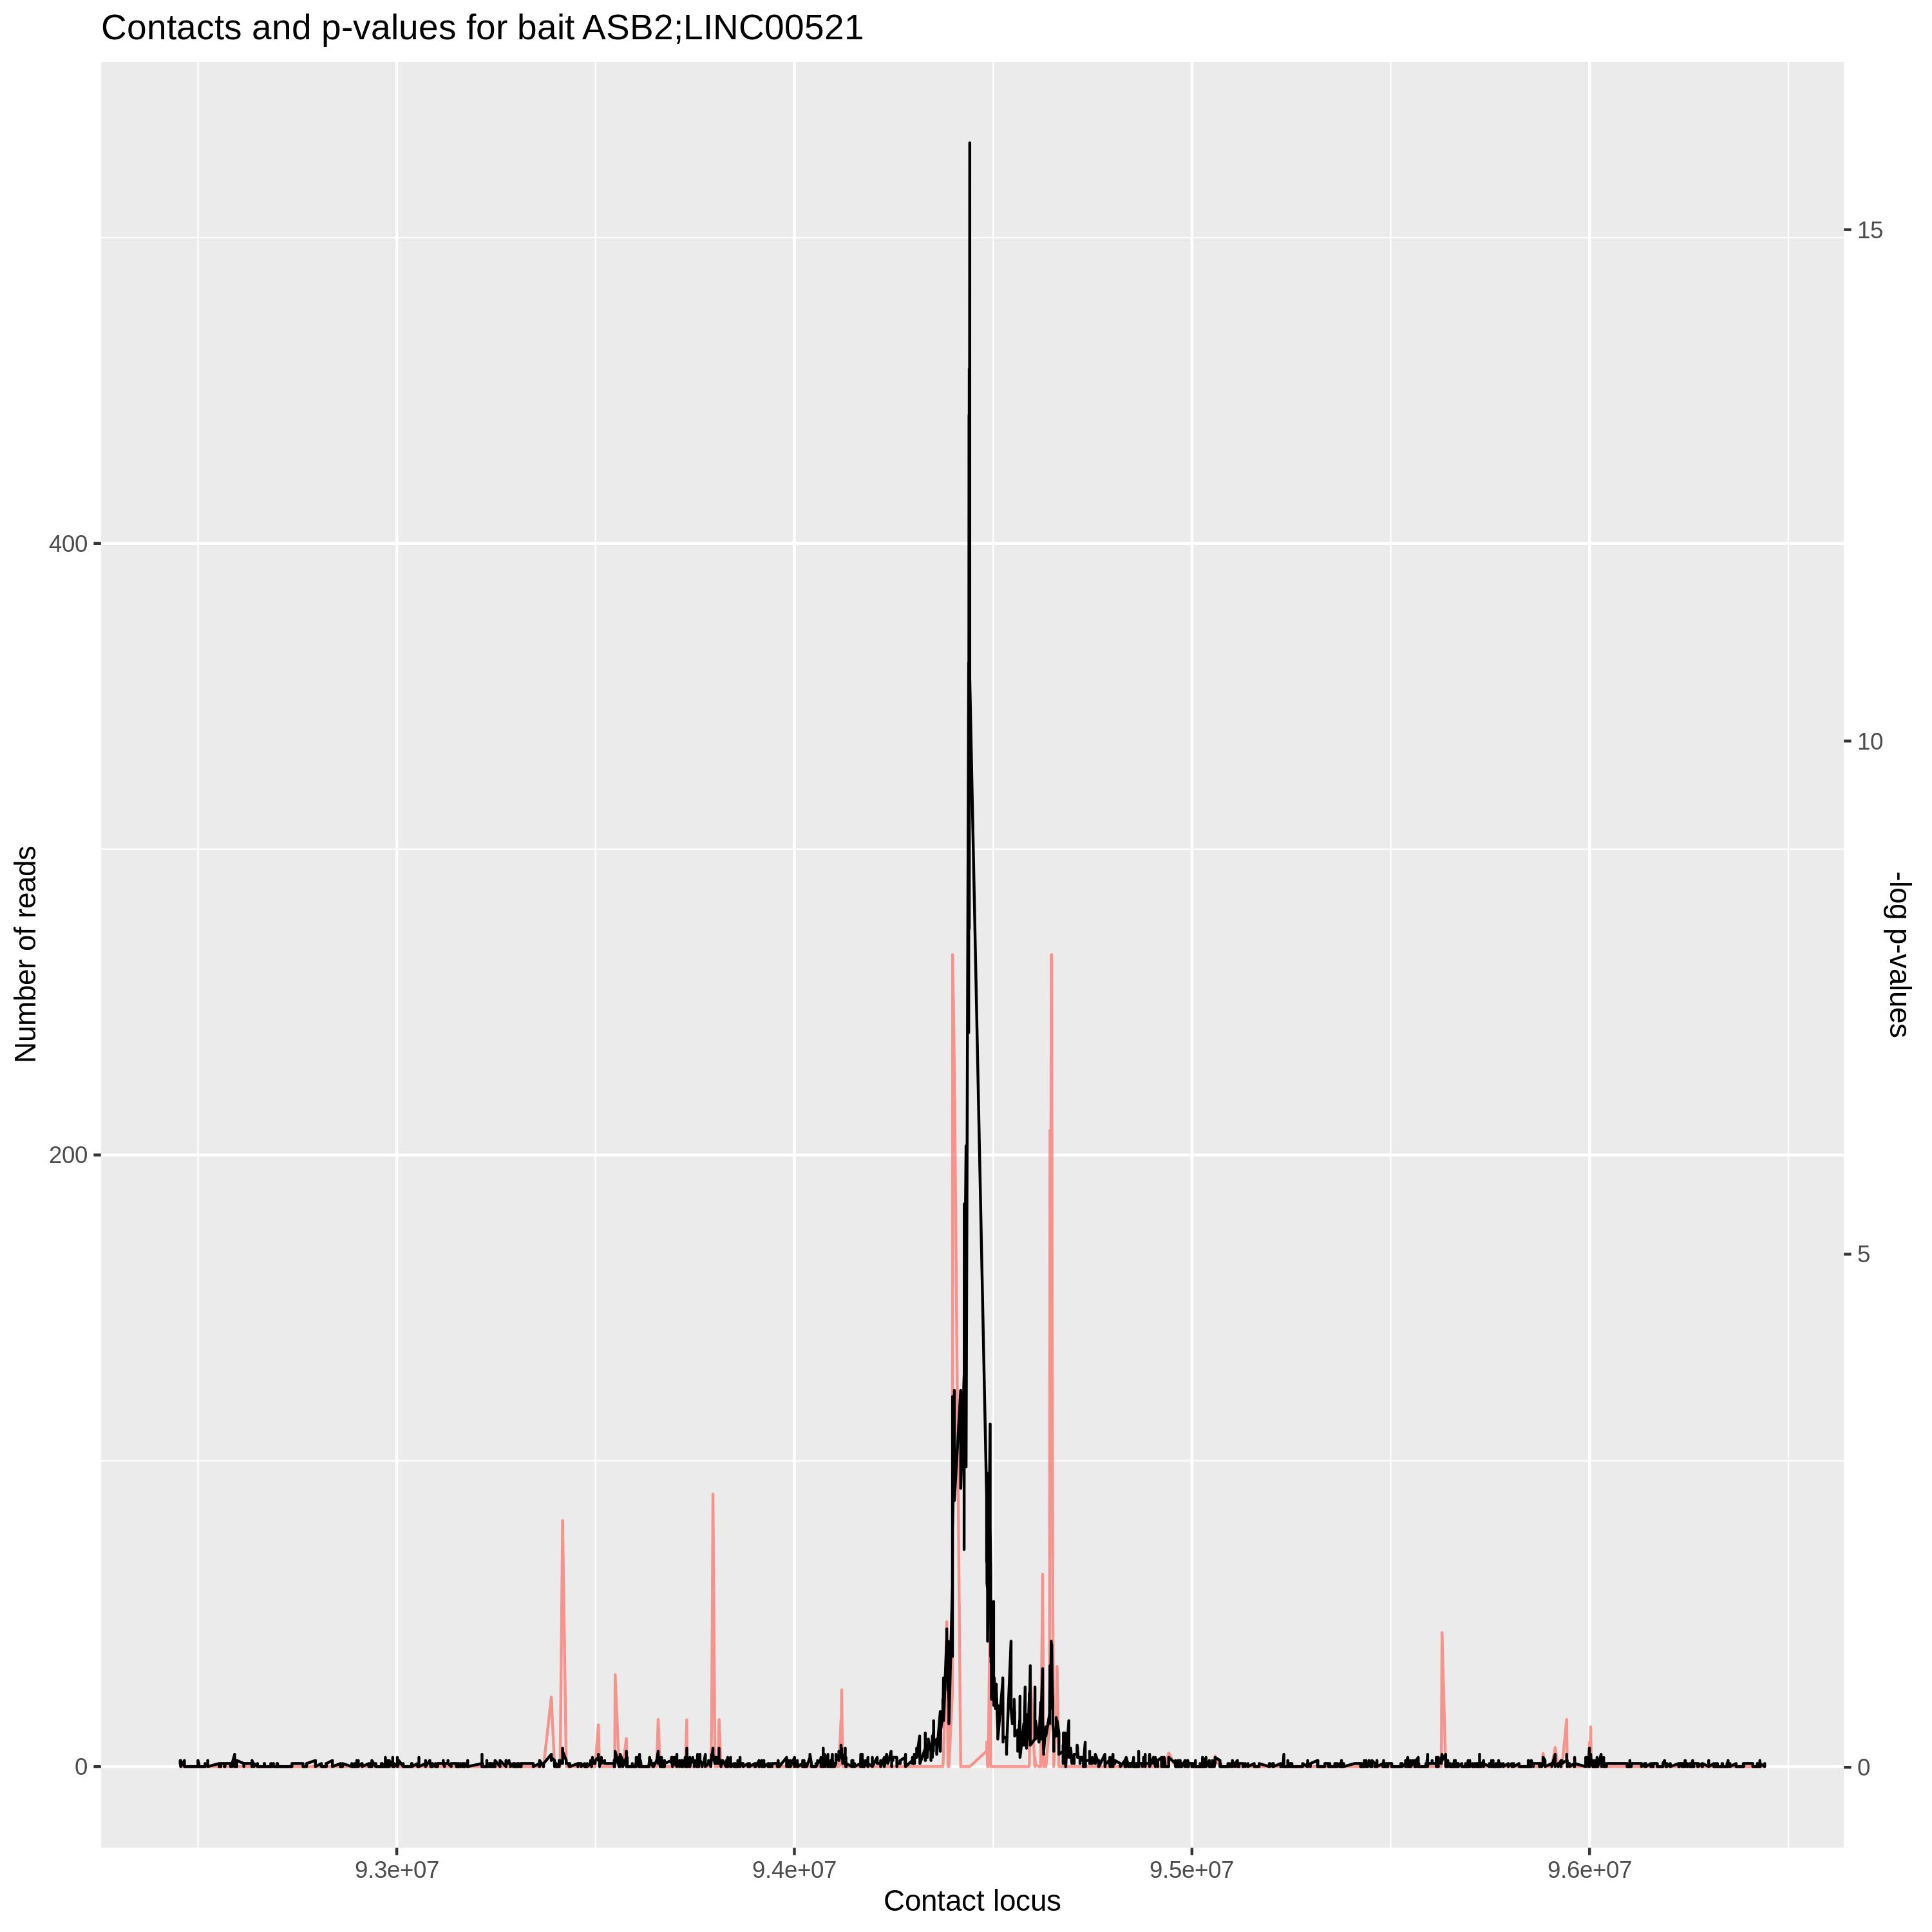 Contacts and p-values for bait ASB2;LINC00521
Number of reads
400
200
0
15
10
5
0
-log p-values
9.3e+07 9.4e+07 9.5e+07 9.6e+07
Contact locus